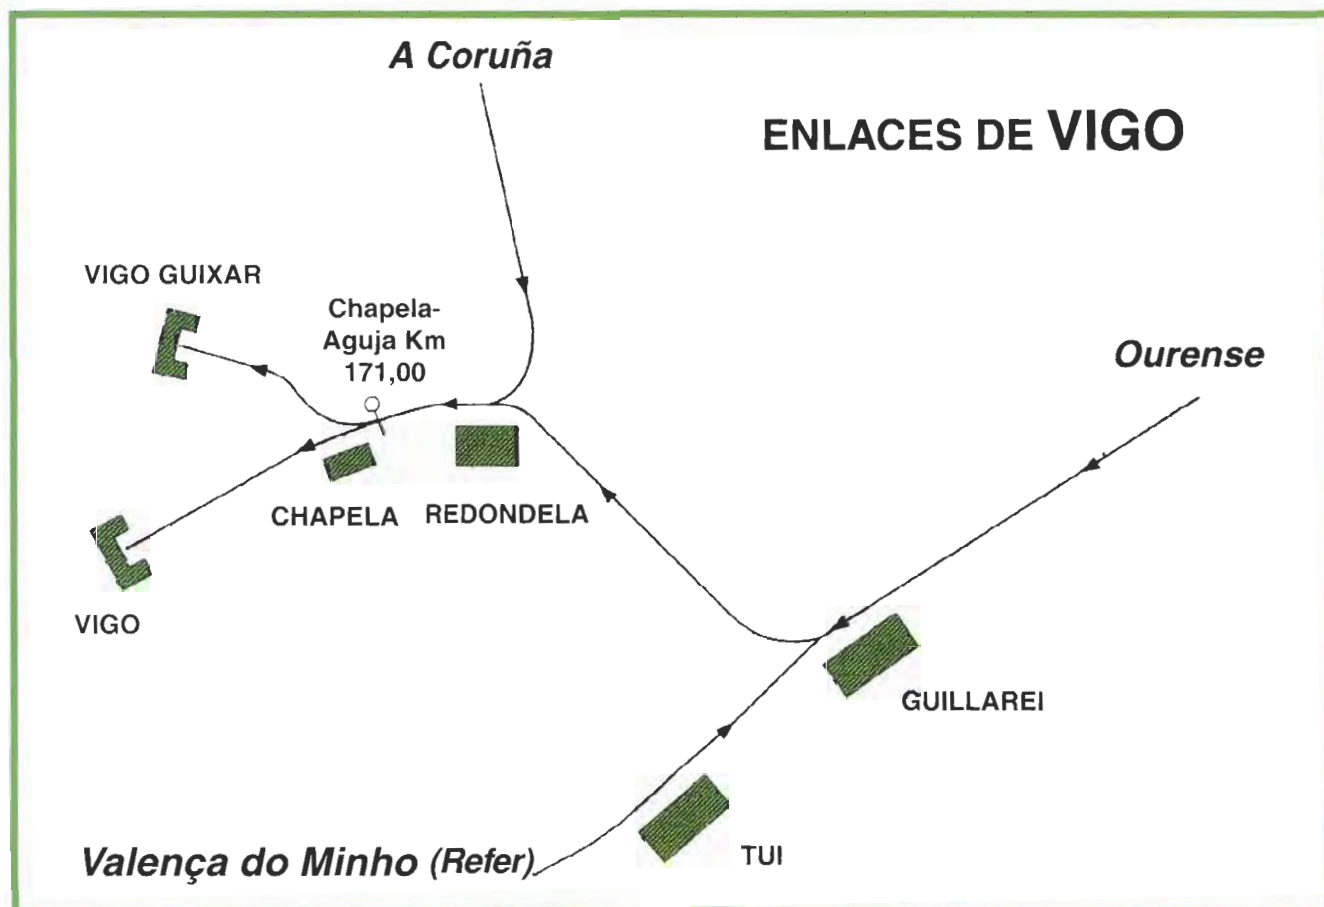 A Coruña
ENLACES DE VIGO
VIGO GUIXAR
Chapela-
Aguja Km
171,00
Ourense
CHAPELA
REDONDELA
VIGO
GUILLAREI
TUI
Valença do Minho (Refer)